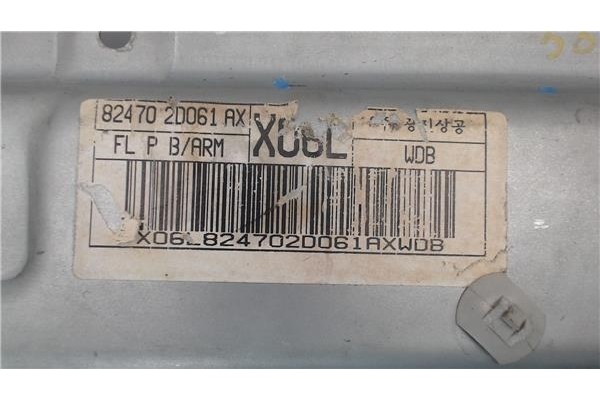 82470 2D061 AX X06L
FL P B/ARM WDB
X06L824702D061AXWDB